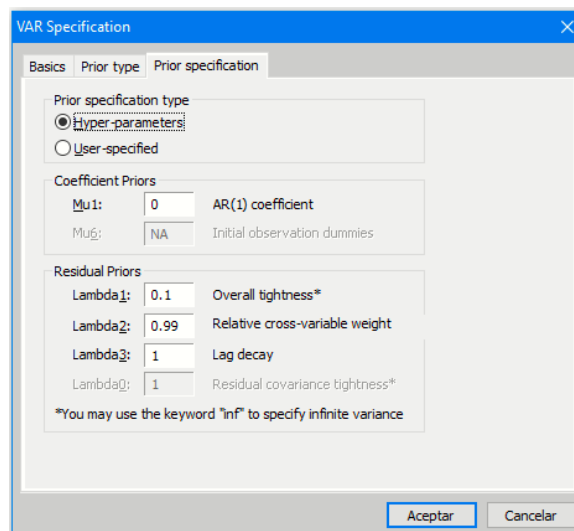 VAR Specification
Basics Prior type Prior specification
Prior specification type
Hyper-parameters
User-specified
Coefficient Priors
Mu1: 0 AR(1) coefficient
Mu6: NA Initial observation dummies
Residual Priors
Lambda1: 0.1 Overall tightness*
Lambda2: 0.99 Relative cross-variable weight
Lambda3: 1 Lag decay
Lambda0: 1 Residual covariance tightness*
*You may use the keyword "inf" to specify infinite variance
Aceptar Cancelar